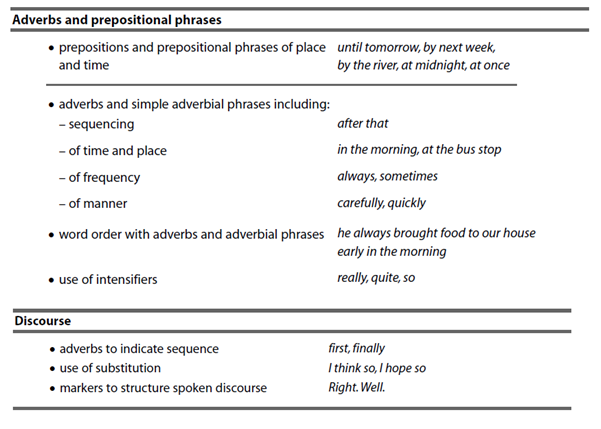 Adverbs and prepositional phrases
• prepositions and prepositional phrases of place until tomorrow, by next week,
and time by the river, at midnight, at once
• adverbs and simple adverbial phrases including:
– sequencing after that
– of time and place in the morning, at the bus stop
– of frequency always, sometimes
– of manner carefully, quickly
• word order with adverbs and adverbial phrases he always brought food to our house
early in the morning
• use of intensifiers really, quite, so
Discourse
• adverbs to indicate sequence first, finally
• use of substitution I think so, I hope so
• markers to structure spoken discourse Right. Well.